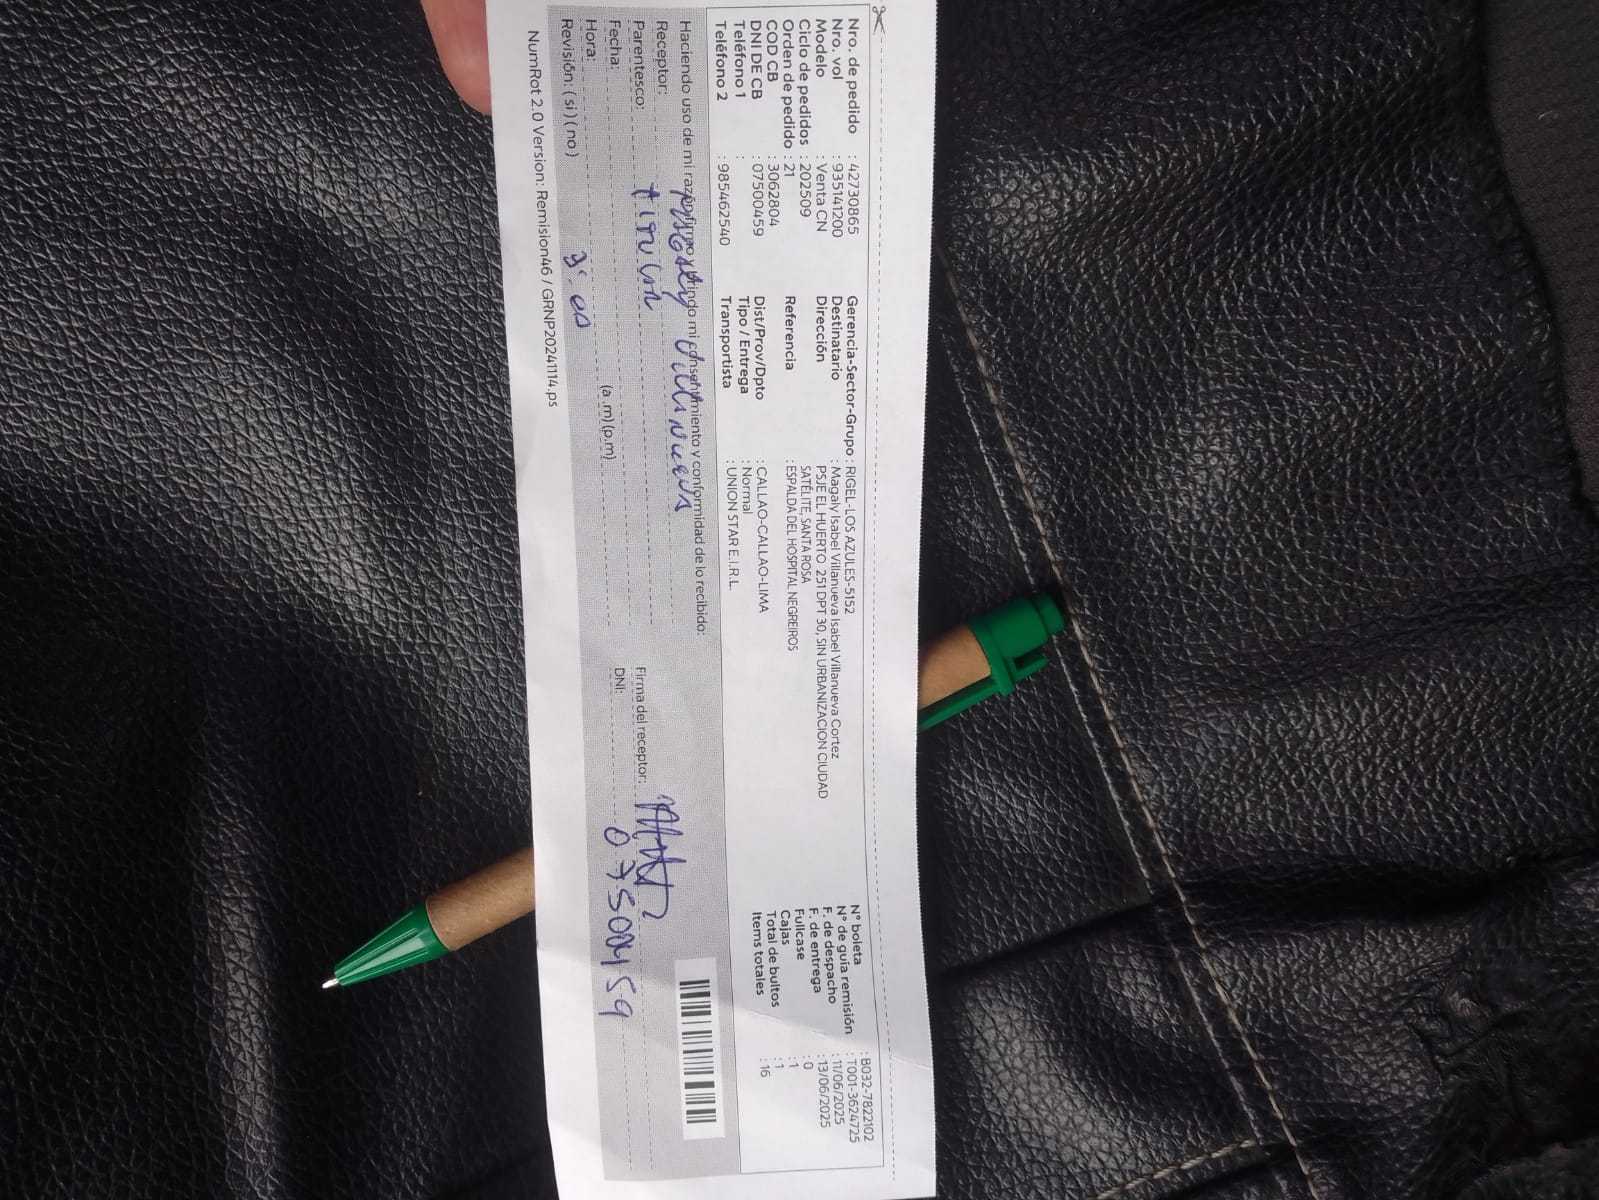 Nro. de pedido : 42730865
Nro. vol : 935141200
Modelo : Venta CN
Ciclo de pedidos : 202509
Orden de pedido : 21
COD CB : 3062804
DNI DE CB : 07500459
Teléfono 1 :
Teléfono 2 : 985462540
Gerencia-Sector-Grupo : RIGEL -LOS AZULES-5152
Destinatario : Magaly Isabel Villanueva Isabel Villanueva Cortez
Dirección PSJE EL HUERTO 251 DPT 30, SIN URBANIZACION CIUDAD
SATÉLITE, SANTA ROSA
Referencia : ESPALDA DEL HOSPITAL NEGREIROS
Dist/Prov/Dpto : CALLAO-CALLAO-LIMA
Tipo / Entrega : Normal
Transportista : UNION STAR E.I.R.L.
N° boleta : B032-7822102
N° de guía remisión : T001-3624725
F. de despacho : 11/06/2025
F. de entrega : 13/06/2025
Fullcase : 0
Cajas : 1
Total de bultos : 1
Items totales : 16
Haciendo uso de mi razón firmo y brindo mi consentimiento y conformidad de lo recibido:
Receptor: Magaly Villanueva
Parentesco: titular
Fecha:
Hora: (a .m) (p.m)
Revisión: ( si ) ( no )
Firma del receptor:
DNI: 07500459
NumRot 2.0 Version: Remision46 / GRNP20241114.ps